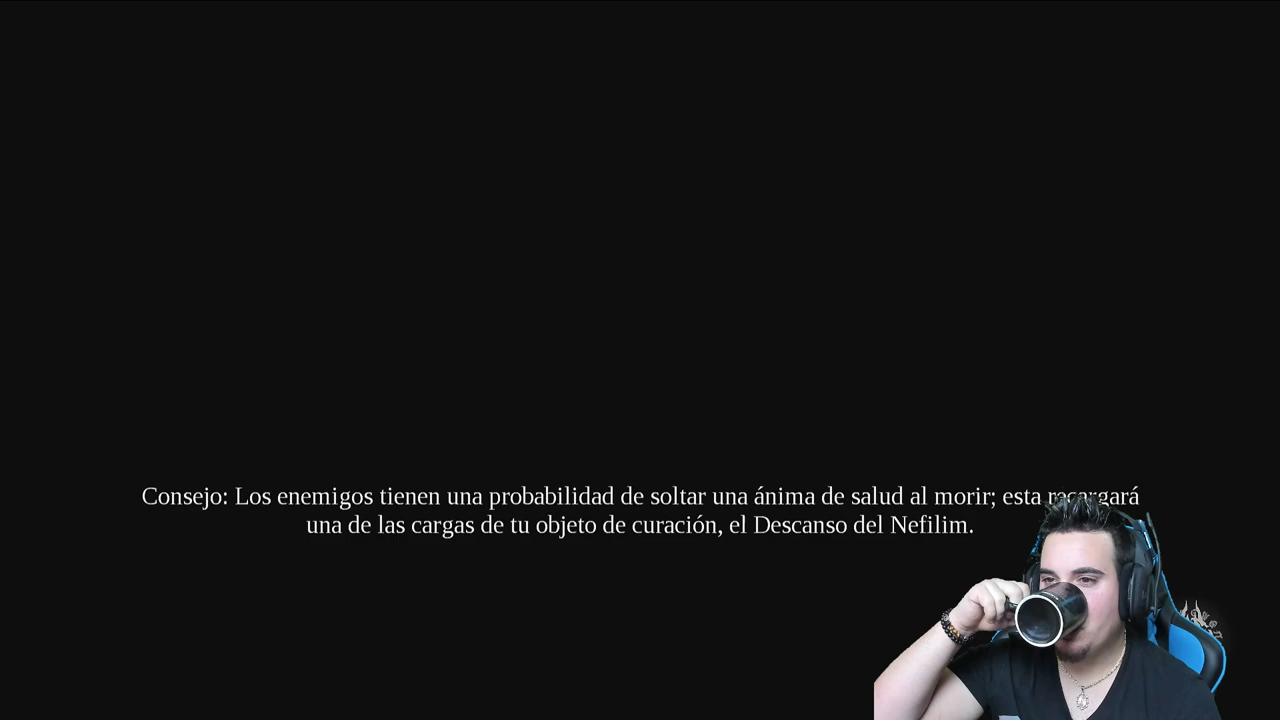 Consejo: Los enemigos tienen una probabilidad de soltar una ánima de salud al morir; esta recargará
una de las cargas de tu objeto de curación, el Descanso del Nefilim.